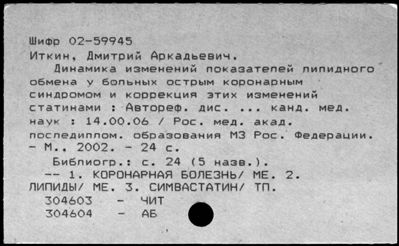 Шифр 02-59945
Иткин, Дмитрий Аркадьевич.
Динамика изменений показателей липидного
обмена у больных острым коронарным
синдромом и коррекция этих изменений
статинами : Автореф. дис. ... канд. мед.
наук : 14.00.06 / Рос. мед. акад.
последиплом. образования МЗ Рос. Федерации.
- М., 2002. - 24 с.
Библиогр.: с. 24 (5 назв.).
-- 1. КОРОНАРНАЯ БОЛЕЗНЬ/ МЕ. 2.
ЛИПИДЫ/ МЕ. 3. СИМВАСТАТИН/ ТП.
304603 - ЧИТ
304604 - АБ